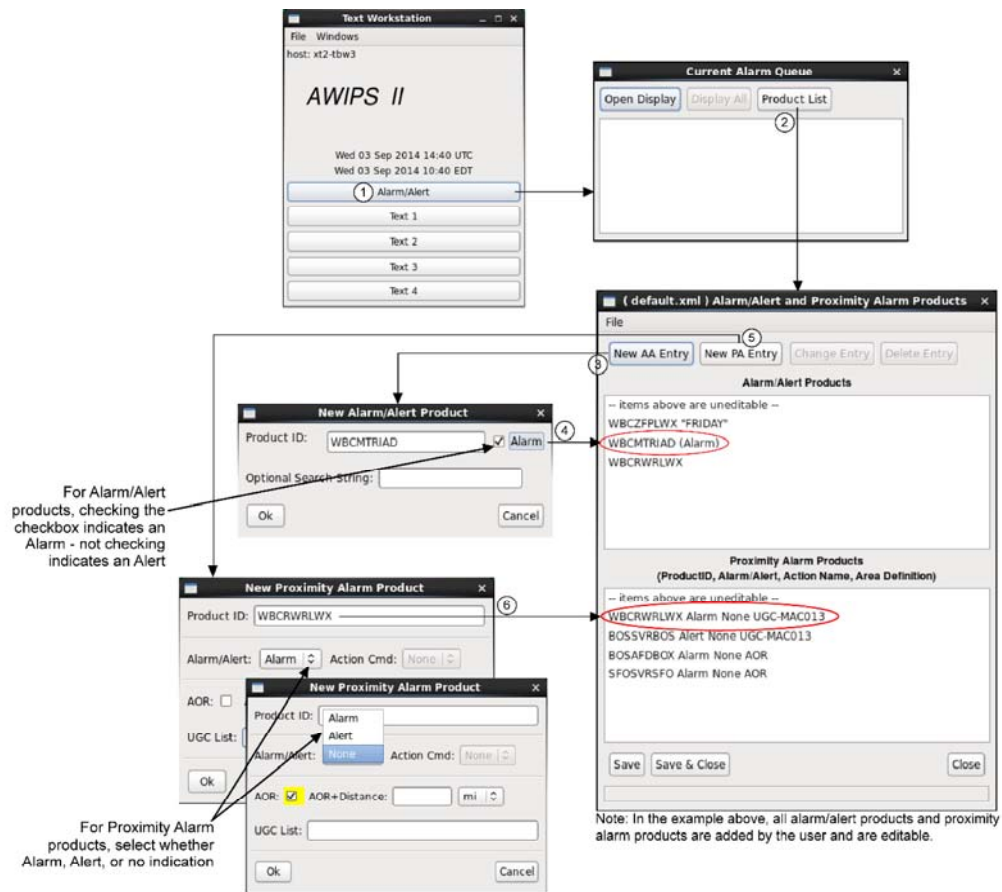 Text Workstation
File Windows
host: xt2-tbw3
AWIPS II
Wed 03 Sep 2014 14:40 UTC
Wed 03 Sep 2014 10:40 EDT
1 Alarm/Alert
Text 1
Text 2
Text 3
Text 4
Current Alarm Queue
Open Display Display All Product List
2
( default.xml ) Alarm/Alert and Proximity Alarm Products
File
5
New AA Entry New PA Entry Change Entry Delete Entry
3
Alarm/Alert Products
-- items above are uneditable --
WBCZFPLWX "FRIDAY"
WBCMTRIAD (Alarm)
WBCRWRLWX
Proximity Alarm Products
(ProductID, Alarm/Alert, Action Name, Area Definition)
-- items above are uneditable --
WBCRWRLWX Alarm None UGC-MAC013
BOSSVRBOS Alert None UGC-MAC013
BOSAFDBOX Alarm None AOR
SFOSVRSFO Alarm None AOR
Save Save & Close Close
Note: In the example above, all alarm/alert products and proximity
alarm products are added by the user and are editable.
New Alarm/Alert Product
Product ID: WBCMTRIAD Alarm
4
Optional Search String:
Ok Cancel
For Alarm/Alert
products, checking the
checkbox indicates an
Alarm - not checking
indicates an Alert
New Proximity Alarm Product
Product ID: WBCRWRLWX
6
Alarm/Alert: Alarm Action Cmd: None
AOR:
UGC List:
Ok
New Proximity Alarm Product
Product ID:
Alarm
Alert
None
Alarm/Alert: Action Cmd: None
AOR: AOR+Distance: mi
UGC List:
Ok Cancel
For Proximity Alarm
products, select whether
Alarm, Alert, or no indication